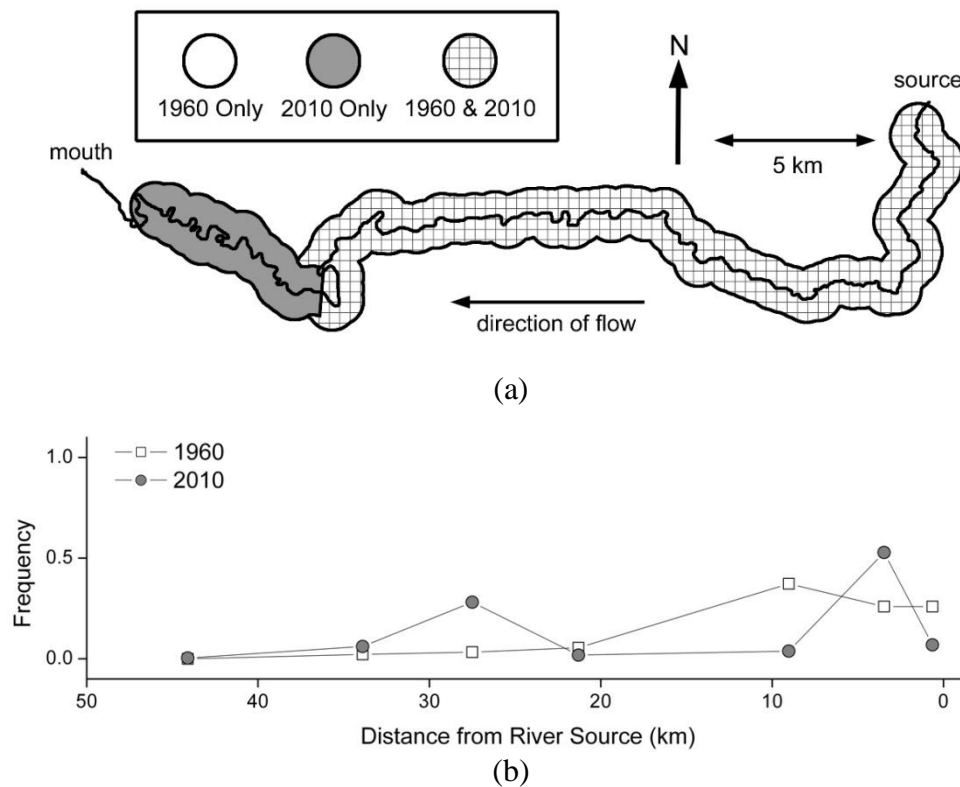 N
source
1960 Only 2010 Only 1960 & 2010
mouth
5 km
direction of flow
(a)
1960
2010
1.0
0.5
0.0
Frequency
50 40 30 20 10 0
Distance from River Source (km)
(b)